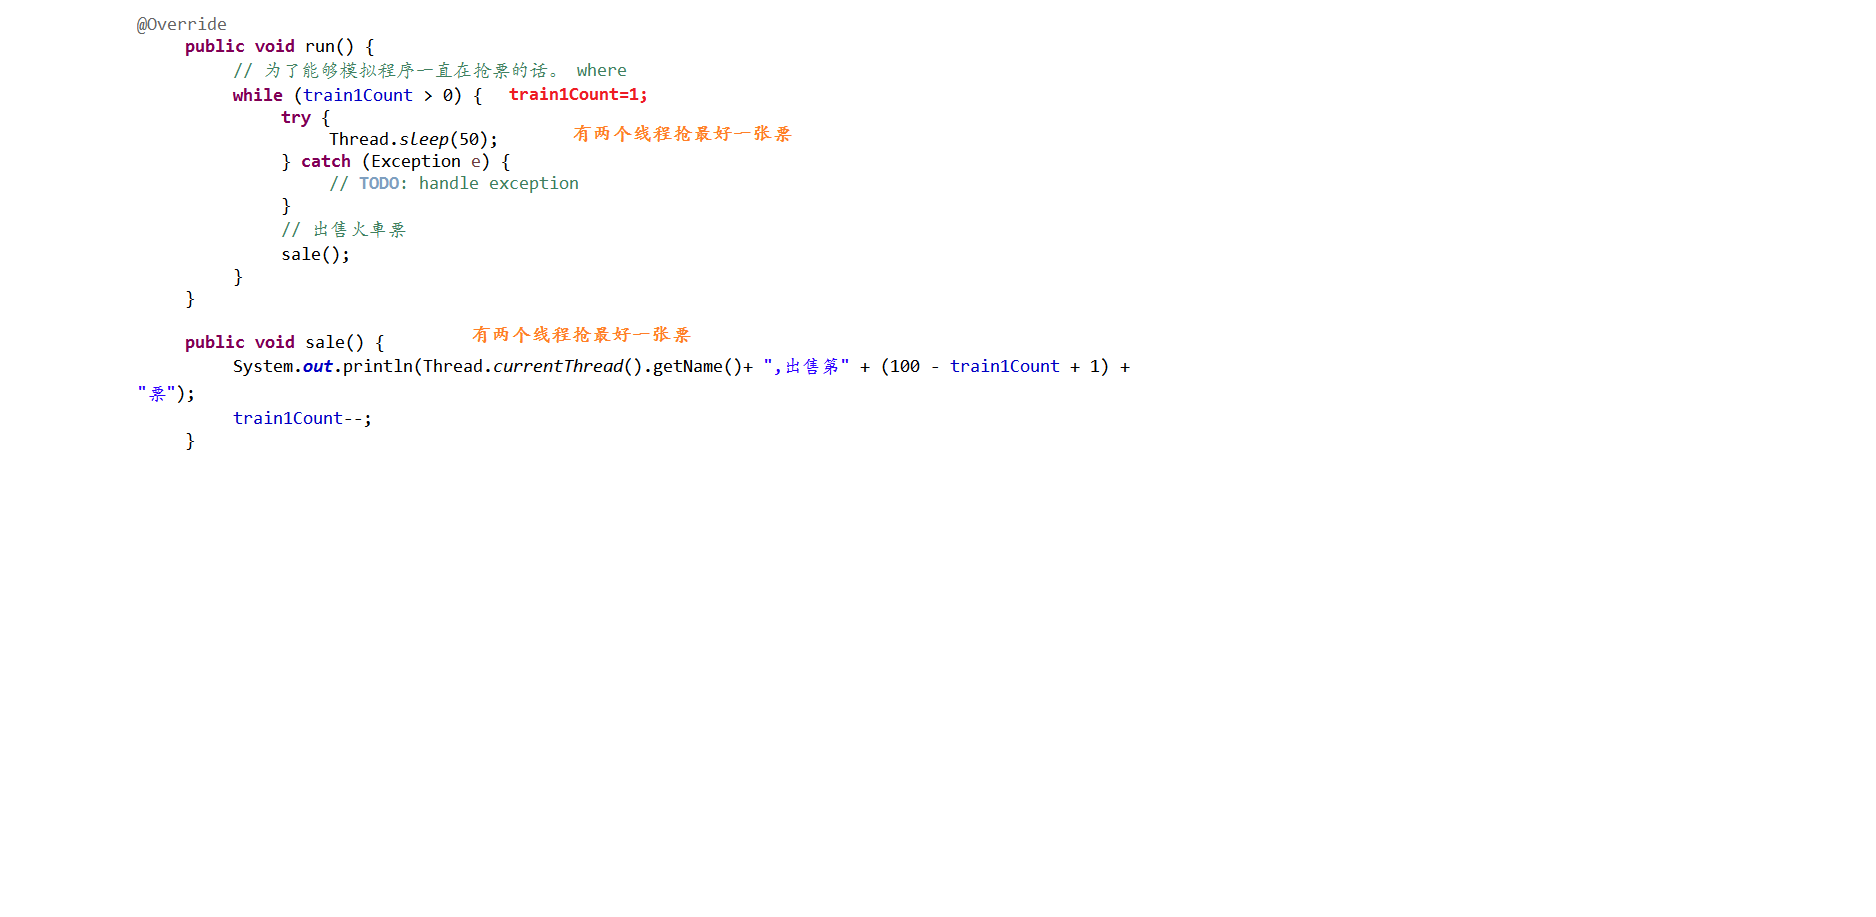 @Override
public void run() {
// 为了能够模拟程序一直在抢票的话。 where
while (train1Count > 0) { train1Count=1;
try {
Thread.sleep(50); 有两个线程抢最好一张票
} catch (Exception e) {
// TODO: handle exception
}
// 出售火車票
sale();
}
}
public void sale() { 有两个线程抢最好一张票
System.out.println(Thread.currentThread().getName()+ ",出售第" + (100 - train1Count + 1) +
"票");
train1Count--;
}